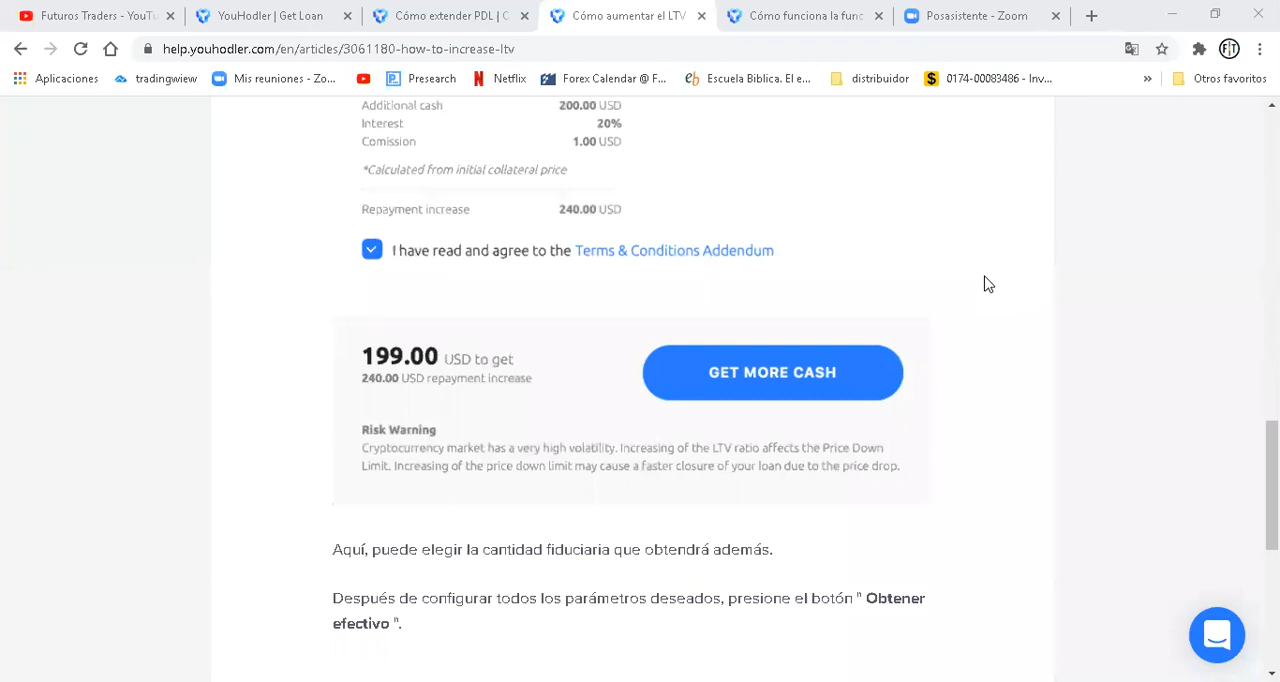 Futuros Traders - YouTu
YouHodler | Get Loan
Cómo extender PDL | C
Cómo aumentar el LTV
Cómo funciona la func
Posasistente - Zoom
help.youhodler.com/en/articles/3061180-how-to-increase-ltv
F|T
Aplicaciones
tradingwiew
Mis reuniones - Zo...
Presearch
Netflix
Forex Calendar @ F...
Escuela Biblica. El e...
distribuidor
0174-00083486 - Inv...
»
Otros favoritos
Additional cash 200.00 USD
Interest 20%
Comission 1.00 USD
*Calculated from initial collateral price
Repayment increase 240.00 USD
I have read and agree to the Terms & Conditions Addendum
199.00 USD to get
240.00 USD repayment increase
GET MORE CASH
Risk Warning
Cryptocurrency market has a very high volatility. Increasing of the LTV ratio affects the Price Down
Limit. Increasing of the price down limit may cause a faster closure of your loan due to the price drop.
Aquí, puede elegir la cantidad fiduciaria que obtendrá además.
Después de configurar todos los parámetros deseados, presione el botón " Obtener
efectivo ".